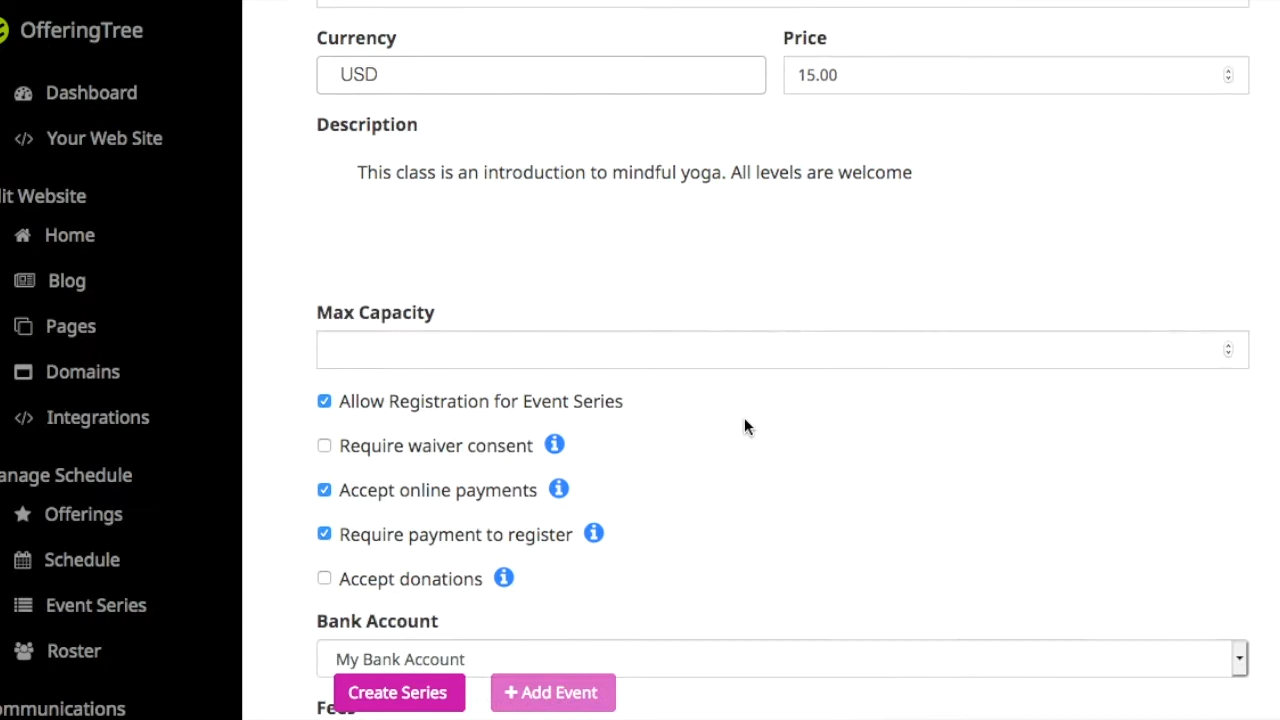 OfferingTree
Dashboard
Your Web Site
it Website
Home
Blog
Pages
Domains
Integrations
anage Schedule
Offerings
Schedule
Event Series
Roster
ommunications
Currency
Price
USD
15.00
Description
This class is an introduction to mindful yoga. All levels are welcome
Max Capacity
Allow Registration for Event Series
Require waiver consent
Accept online payments
Require payment to register
Accept donations
Bank Account
My Bank Account
Create Series
+ Add Event